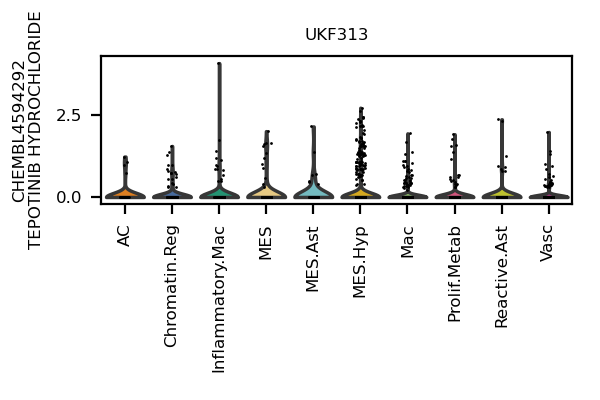 UKF313
CHEMBL4594292
TEPOTINIB HYDROCHLORIDE
2.5
0.0
AC
Chromatin.Reg
Inflammatory.Mac
MES
MES.Ast
MES.Hyp
Mac
Prolif.Metab
Reactive.Ast
Vasc